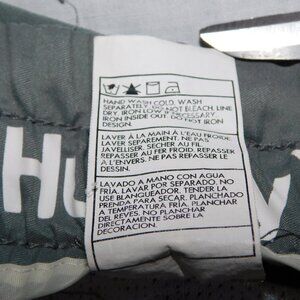 HAND WASH COLD. WASH
SEPARATELY. DO NOT BLEACH. LINE
DRY. IRON LOW IF NECESSARY
IRON INSIDE OUT. DO NOT IRON
DESIGN.
LAVER À LA MAIN À L'EAU FROIDE
LAVER SEPAREMENT. NE PAS
JAVELLISER. SÉCHER AU FIL
REPASSER AU FER FROID. REPASSER
A L'ENVERS. NE PAS REPASSER
LE DESSIN
LAVADO A MANO CON AGUA
FRIA. LAVAR POR SEPARADO. NO
USE BLANQUEADOR. TENDER LA
PRENDA PARA SECAR. PLANCHADO
A TEMPERATURA FRIA. PLANCHAR
DEL REVES. NO PLANCHAR
DIRECTAMENTE SOBRE LA
DECORACION.